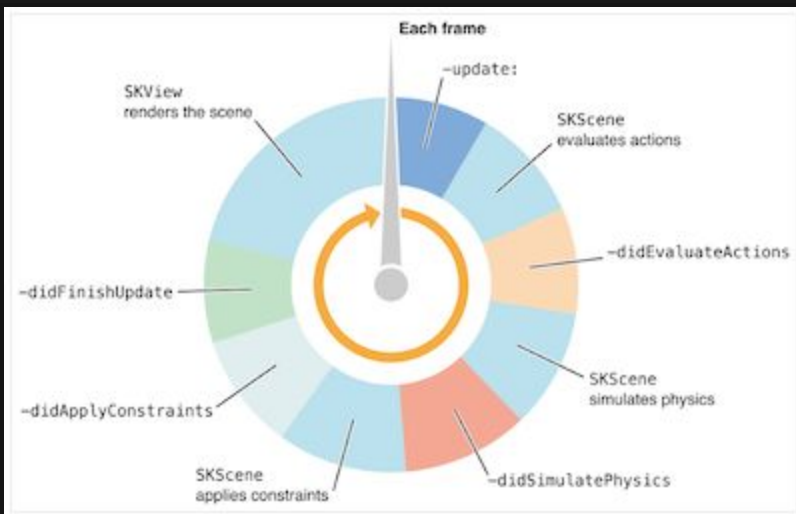 Each frame
-update:
SKScene
evaluates actions
-didEvaluateActions
SKScene
simulates physics
-didSimulatePhysics
SKScene
applies constraints
-didApplyConstraints
-didFinishUpdate
SKView
renders the scene